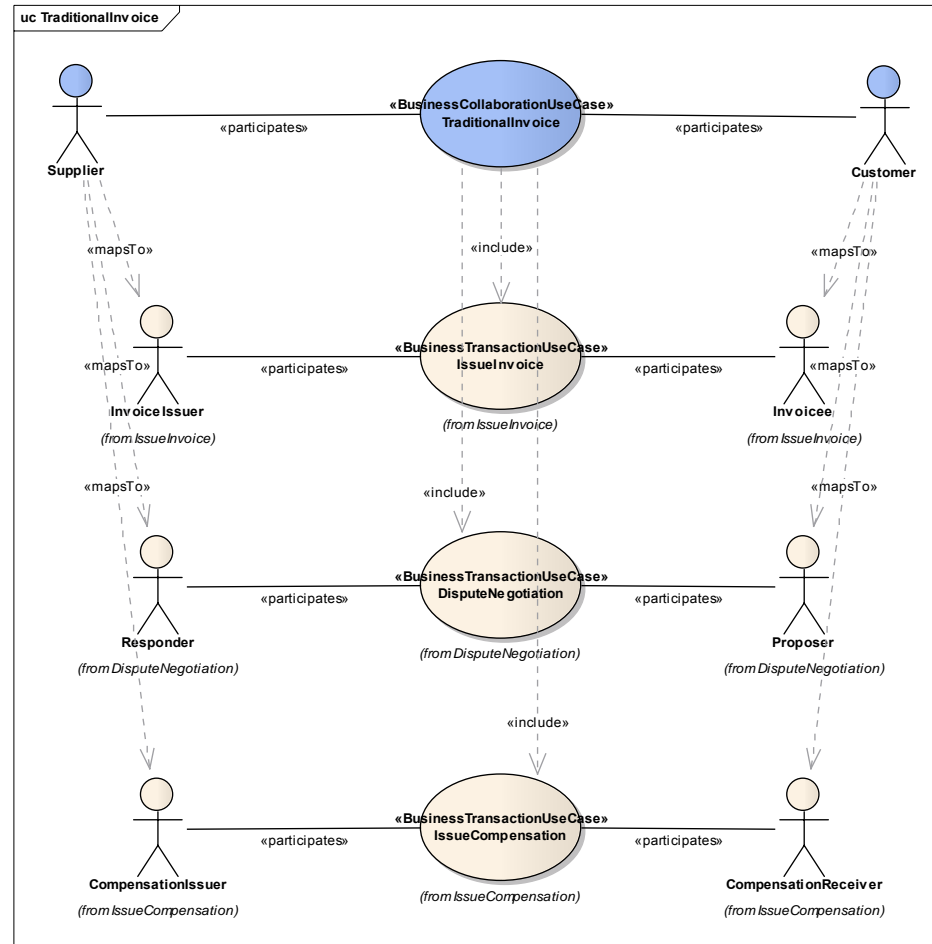 uc TraditionalInvoice
«BusinessCollaborationUseCase»
TraditionalInvoice
«participates»
«participates»
Supplier
Customer
«mapsTo»
«include»
«mapsTo»
«BusinessTransactionUseCase»
IssueInvoice
«mapsTo»
«participates»
«participates»
«mapsTo»
InvoiceIssuer
Invoicee
(from IssueInvoice)
(from IssueInvoice)
(from IssueInvoice)
«mapsTo»
«include»
«mapsTo»
«BusinessTransactionUseCase»
DisputeNegotiation
«participates»
«participates»
Responder
Proposer
(from DisputeNegotiation)
(from DisputeNegotiation)
(from DisputeNegotiation)
«include»
«BusinessTransactionUseCase»
IssueCompensation
«participates»
«participates»
CompensationIssuer
CompensationReceiver
(from IssueCompensation)
(from IssueCompensation)
(from IssueCompensation)